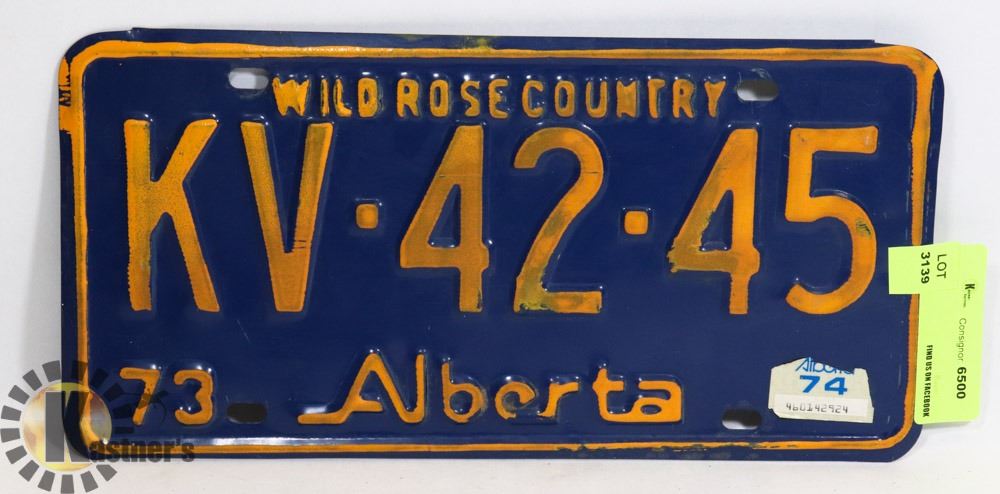 WILD ROSE COUNTRY
KV·42·45
73 Alberta
Alberta
74
460142924
LOT
3139
Consignor 6500
FIND US ON FACEBOOK
Kastner's